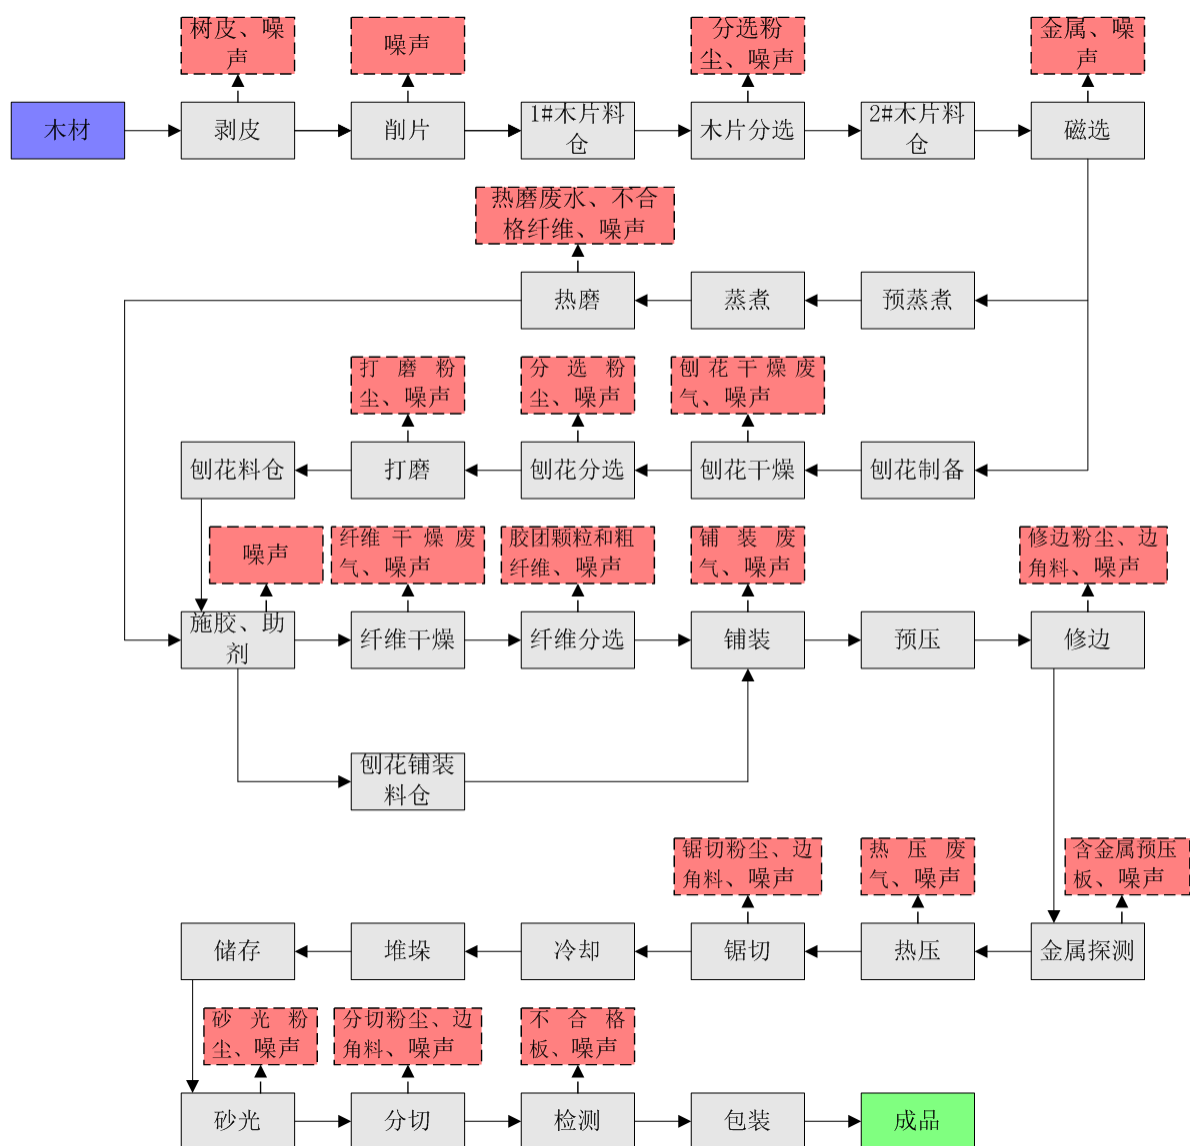 树皮、噪
声
噪声
分选粉
尘、噪声
金属、噪
声
木材
剥皮
削片
1#木片料
仓
木片分选
2#木片料
仓
磁选
热磨废水、不合
格纤维、噪声
热磨
蒸煮
预蒸煮
打磨粉
尘、噪声
分选粉
尘、噪声
刨花干燥废
气、噪声
刨花料仓
打磨
刨花分选
刨花干燥
刨花制备
噪声
纤维干燥废
气、噪声
胶团颗粒和粗
纤维、噪声
铺装废
气、噪声
修边粉尘、边
角料、噪声
施胶、助
剂
纤维干燥
纤维分选
铺装
预压
修边
刨花铺装
料仓
锯切粉尘、边
角料、噪声
热压废
气、噪声
含金属预压
板、噪声
储存
堆垛
冷却
锯切
热压
金属探测
砂光粉
尘、噪声
分切粉尘、边
角料、噪声
不合格
板、噪声
砂光
分切
检测
包装
成品